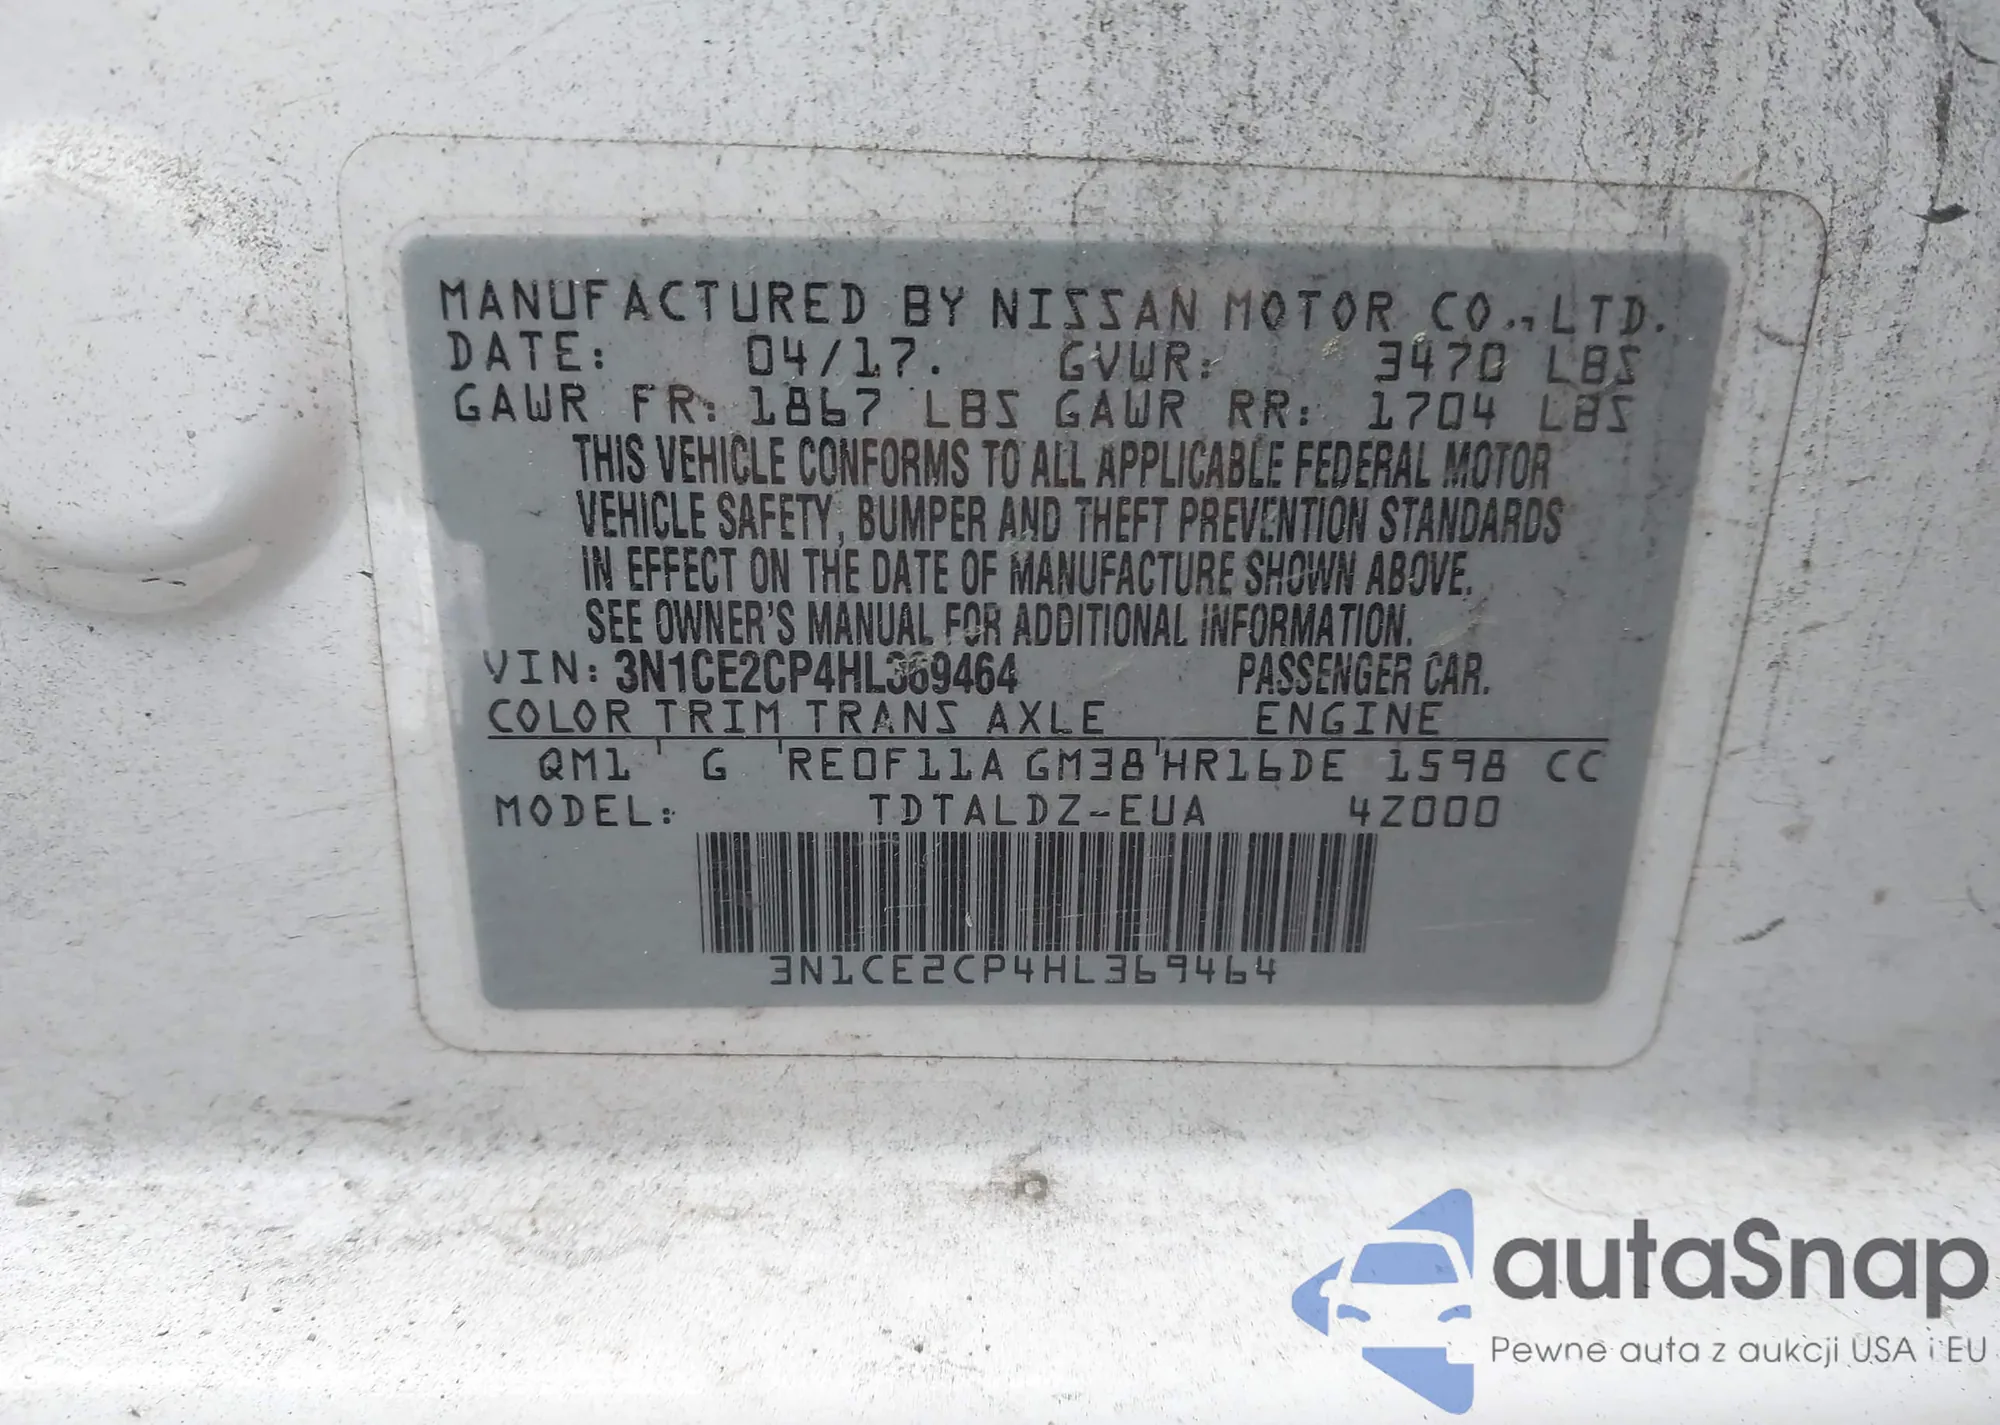 MANUFACTURED BY NISSAN MOTOR CO., LTD.
DATE: 04/17. GVWR: 3470 LBS
GAWR FR: 1867 LBS GAWR RR: 1704 LBS
THIS VEHICLE CONFORMS TO ALL APPLICABLE FEDERAL MOTOR
VEHICLE SAFETY, BUMPER AND THEFT PREVENTION STANDARDS
IN EFFECT ON THE DATE OF MANUFACTURE SHOWN ABOVE.
SEE OWNER'S MANUAL FOR ADDITIONAL INFORMATION.
VIN: 3N1CE2CP4HL369464 PASSENGER CAR.
COLOR TRIM TRANS AXLE ENGINE
QM1 ' G ' RE0F11A GM38 ' HR16DE 1598 CC
MODEL: TDTALDZ-EUA 4Z000
3N1CE2CP4HL369464
autaSnap
Pewne auta z aukcji USA i EU